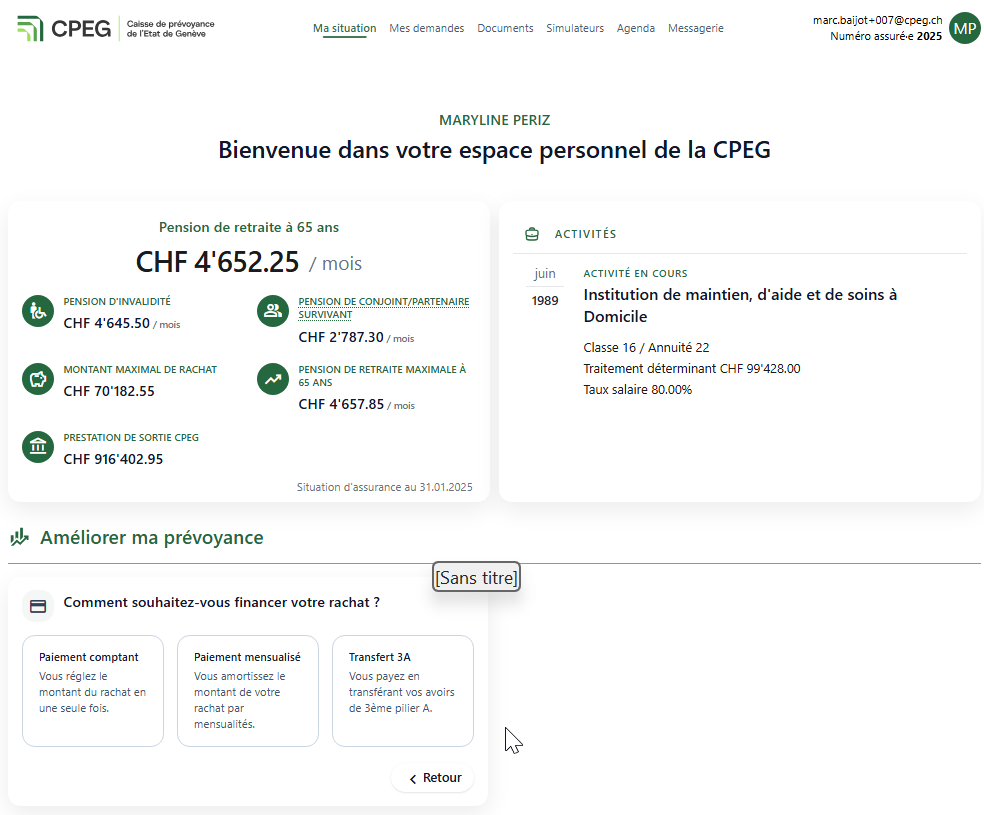 CPEG
Caisse de prévoyance
de l'Etat de Genève
Ma situation
Mes demandes
Documents
Simulateurs
Agenda
Messagerie
marc.baijot+007@cpeg.ch
Numéro assuré·e 2025
MP
MARYLINE PERIZ
Bienvenue dans votre espace personnel de la CPEG
Pension de retraite à 65 ans
CHF 4'652.25 / mois
PENSION D'INVALIDITÉ
CHF 4'645.50 / mois
PENSION DE CONJOINT/PARTENAIRE
SURVIVANT
CHF 2'787.30 / mois
MONTANT MAXIMAL DE RACHAT
CHF 70'182.55
PENSION DE RETRAITE MAXIMALE À
65 ANS
CHF 4'657.85 / mois
PRESTATION DE SORTIE CPEG
CHF 916'402.95
Situation d'assurance au 31.01.2025
ACTIVITÉS
juin
1989
ACTIVITÉ EN COURS
Institution de maintien, d'aide et de soins à
Domicile
Classe 16 / Annuité 22
Traitement déterminant CHF 99'428.00
Taux salaire 80.00%
Améliorer ma prévoyance
[Sans titre]
Comment souhaitez-vous financer votre rachat ?
Paiement comptant
Vous réglez le
montant du rachat en
une seule fois.
Paiement mensualisé
Vous amortissez le
montant de votre
rachat par
mensualités.
Transfert 3A
Vous payez en
transférant vos avoirs
de 3ème pilier A.
Retour